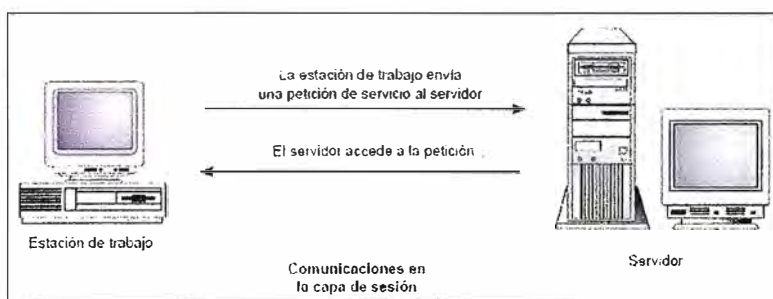 La estación de trabajo envía
una petición de servicio al servidor
El servidor accede a la petición
Estación de trabajo
Servidor
Comunicaciones en
la capa de sesión